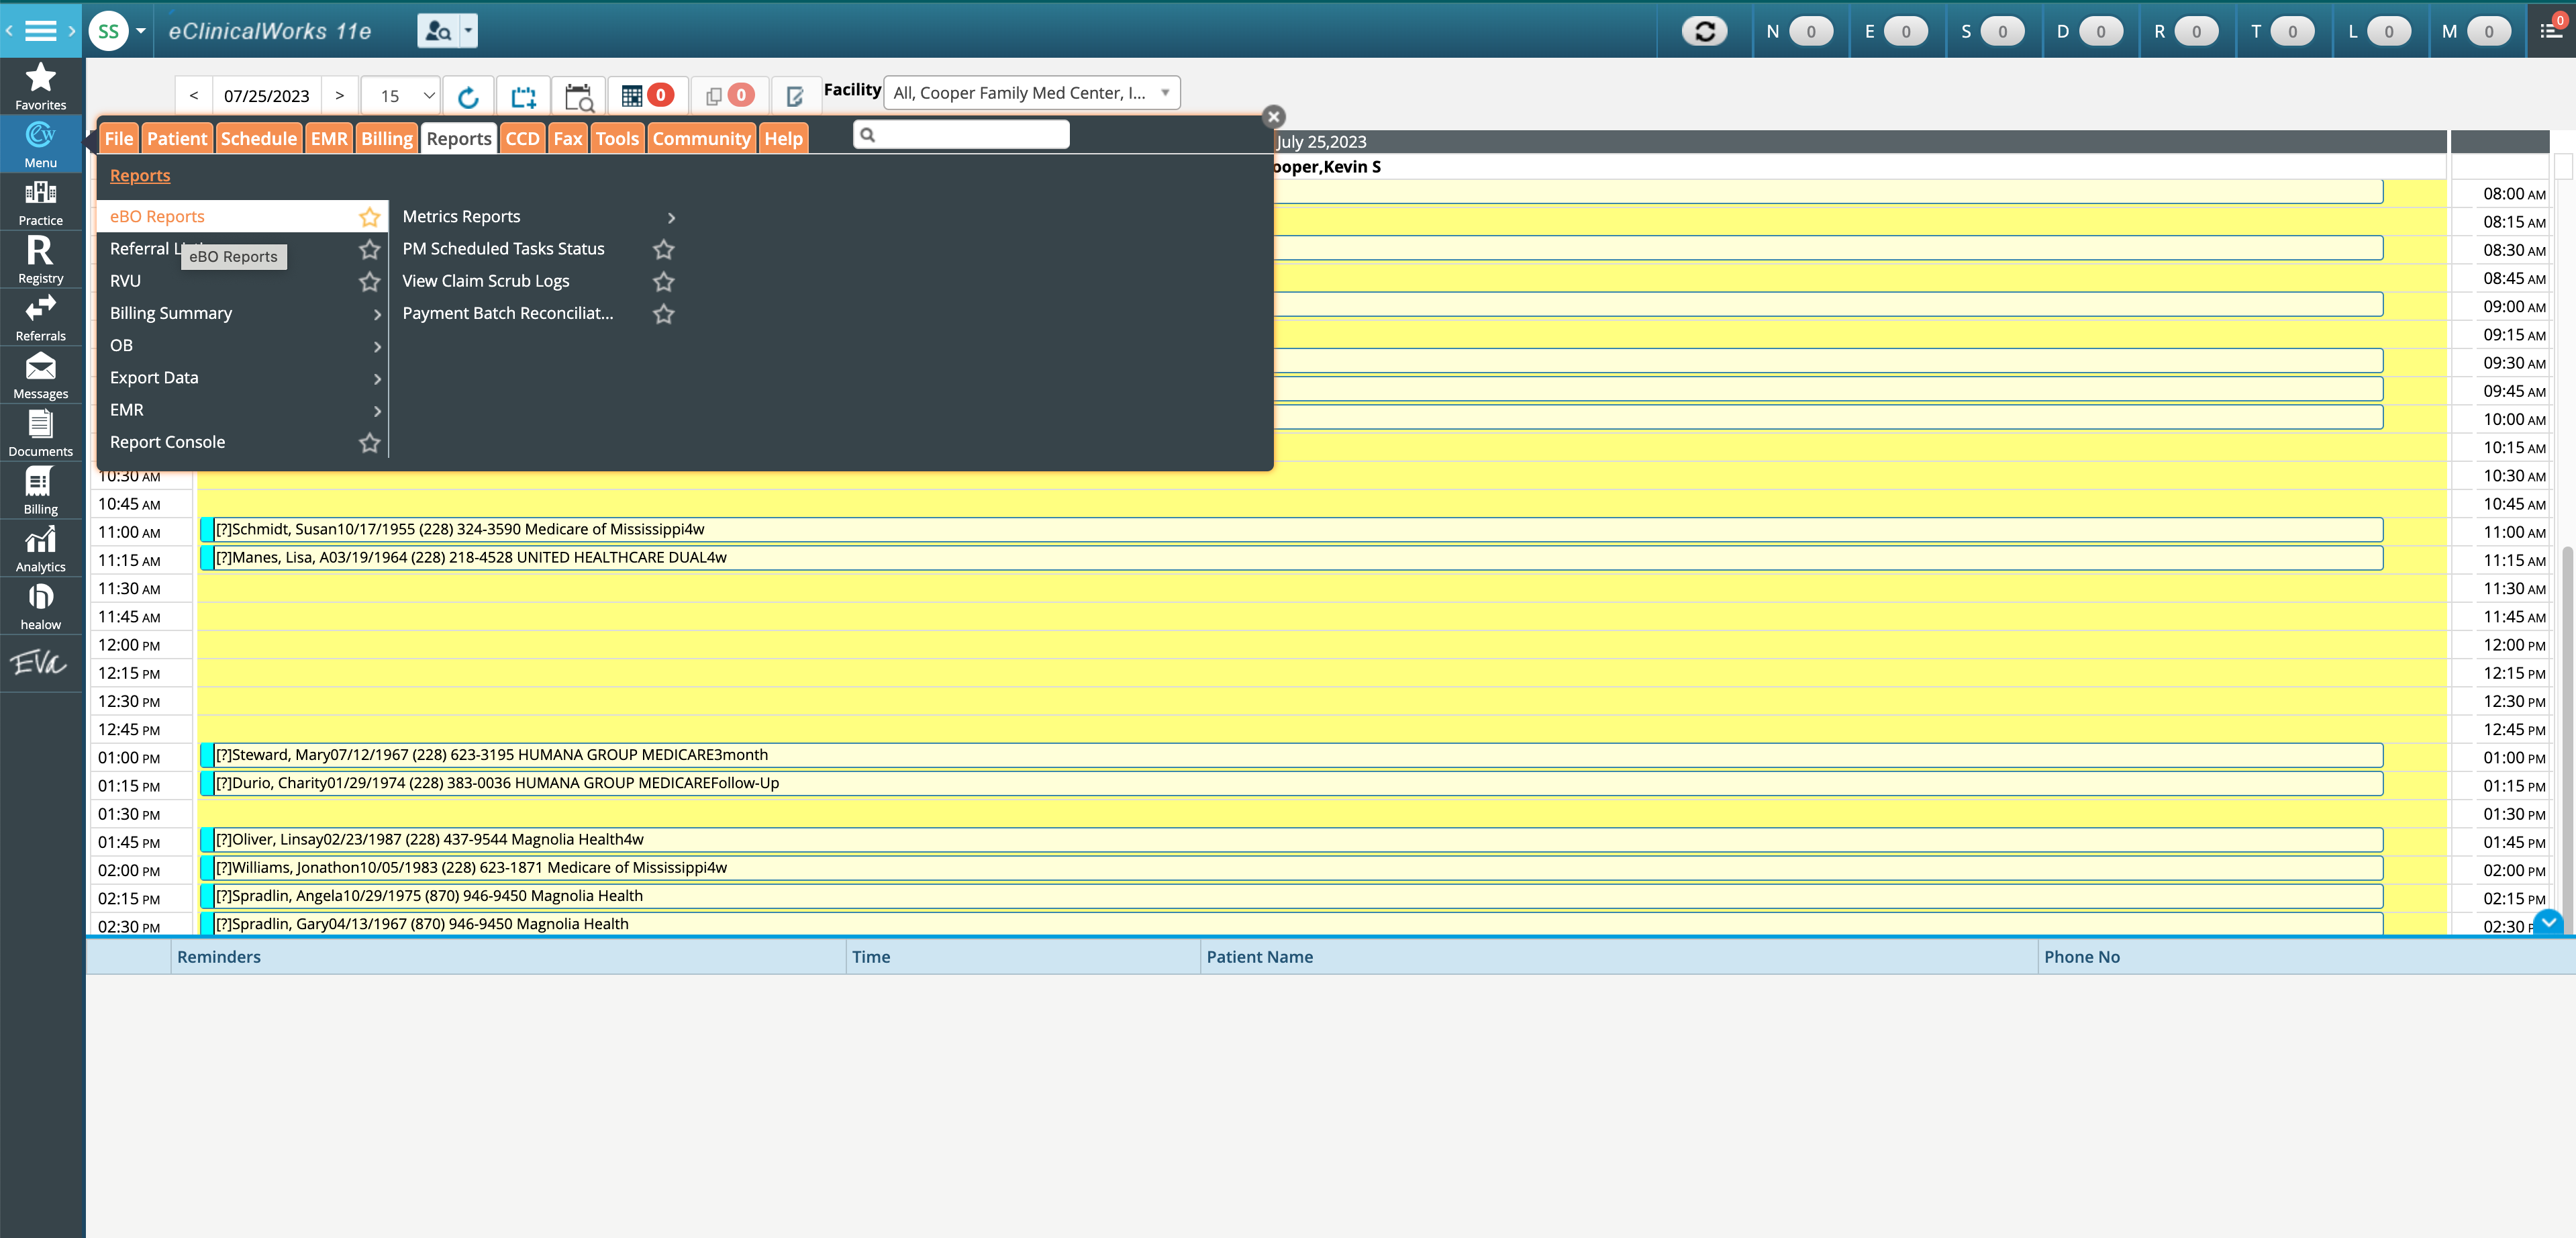 SS eClinicalWorks 11e N 0 E 0 S 0 D 0 R 0 T 0 L 0 M 0 0
Favorites
Menu
Practice
Registry
Referrals
Messages
Documents
Billing
Analytics
healow
EVA
< 07/25/2023 > 15 0 0 Facility All, Cooper Family Med Center, I...
File Patient Schedule EMR Billing Reports CCD Fax Tools Community Help
July 25,2023
ooper,Kevin S
Reports
eBO Reports
Referral
eBO Reports
RVU
Billing Summary
OB
Export Data
EMR
Report Console
Metrics Reports
PM Scheduled Tasks Status
View Claim Scrub Logs
Payment Batch Reconciliat...
08:00 AM
08:15 AM
08:30 AM
08:45 AM
09:00 AM
09:15 AM
09:30 AM
09:45 AM
10:00 AM
10:15 AM
10:30 AM 10:30 AM
10:45 AM 10:45 AM
11:00 AM [?]Schmidt, Susan10/17/1955 (228) 324-3590 Medicare of Mississippi4w 11:00 AM
11:15 AM [?]Manes, Lisa, A03/19/1964 (228) 218-4528 UNITED HEALTHCARE DUAL4w 11:15 AM
11:30 AM 11:30 AM
11:45 AM 11:45 AM
12:00 PM 12:00 PM
12:15 PM 12:15 PM
12:30 PM 12:30 PM
12:45 PM 12:45 PM
01:00 PM [?]Steward, Mary07/12/1967 (228) 623-3195 HUMANA GROUP MEDICARE3month 01:00 PM
01:15 PM [?]Durio, Charity01/29/1974 (228) 383-0036 HUMANA GROUP MEDICAREFollow-Up 01:15 PM
01:30 PM 01:30 PM
01:45 PM [?]Oliver, Linsay02/23/1987 (228) 437-9544 Magnolia Health4w 01:45 PM
02:00 PM [?]Williams, Jonathon10/05/1983 (228) 623-1871 Medicare of Mississippi4w 02:00 PM
02:15 PM [?]Spradlin, Angela10/29/1975 (870) 946-9450 Magnolia Health 02:15 PM
02:30 PM [?]Spradlin, Gary04/13/1967 (870) 946-9450 Magnolia Health 02:30
Reminders Time Patient Name Phone No